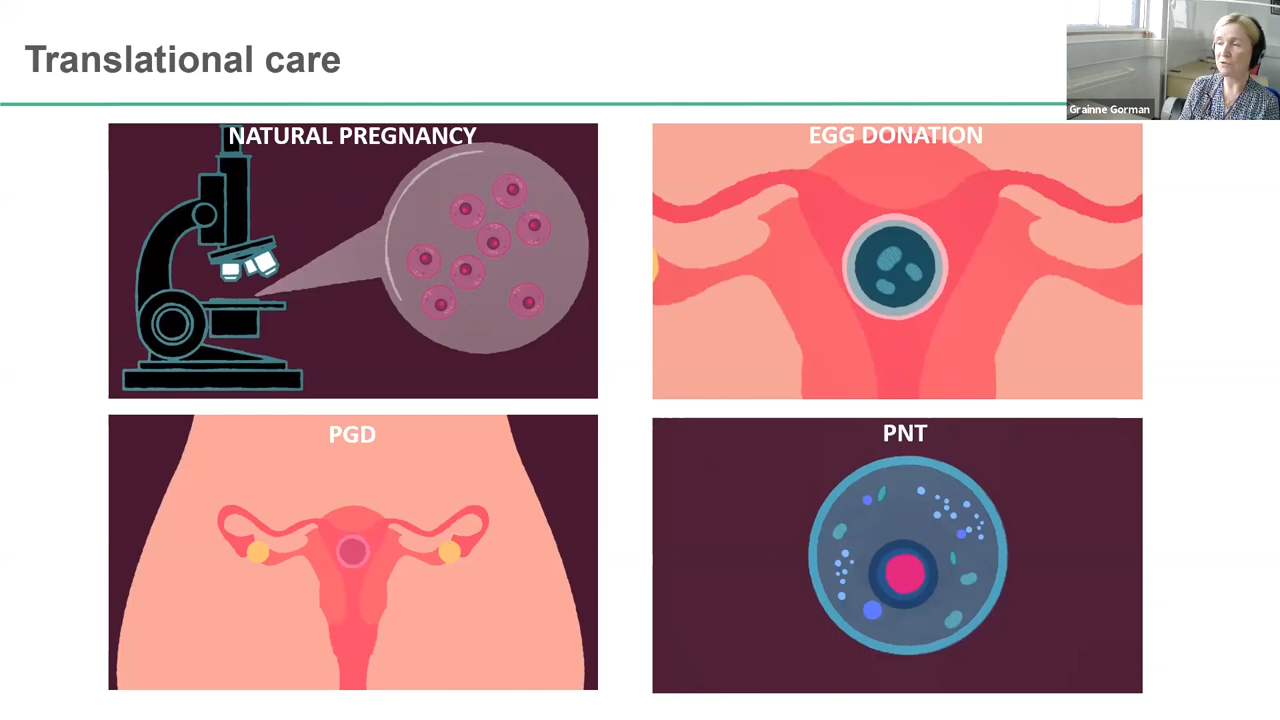 Translational care
Grainne Gorman
NATURAL PREGNANCY
EGG DONATION
PGD
PNT